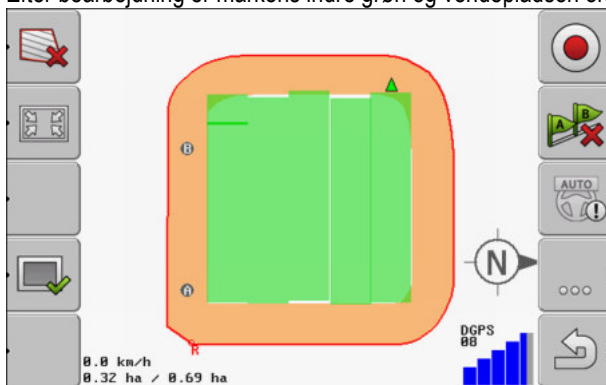 Efter bearbejdning er markens indre grøn og vendepladsen or
B
A
R
0.0 km/h
0.32 ha / 0.69 ha
A B
AUTO
N
DGPS
08